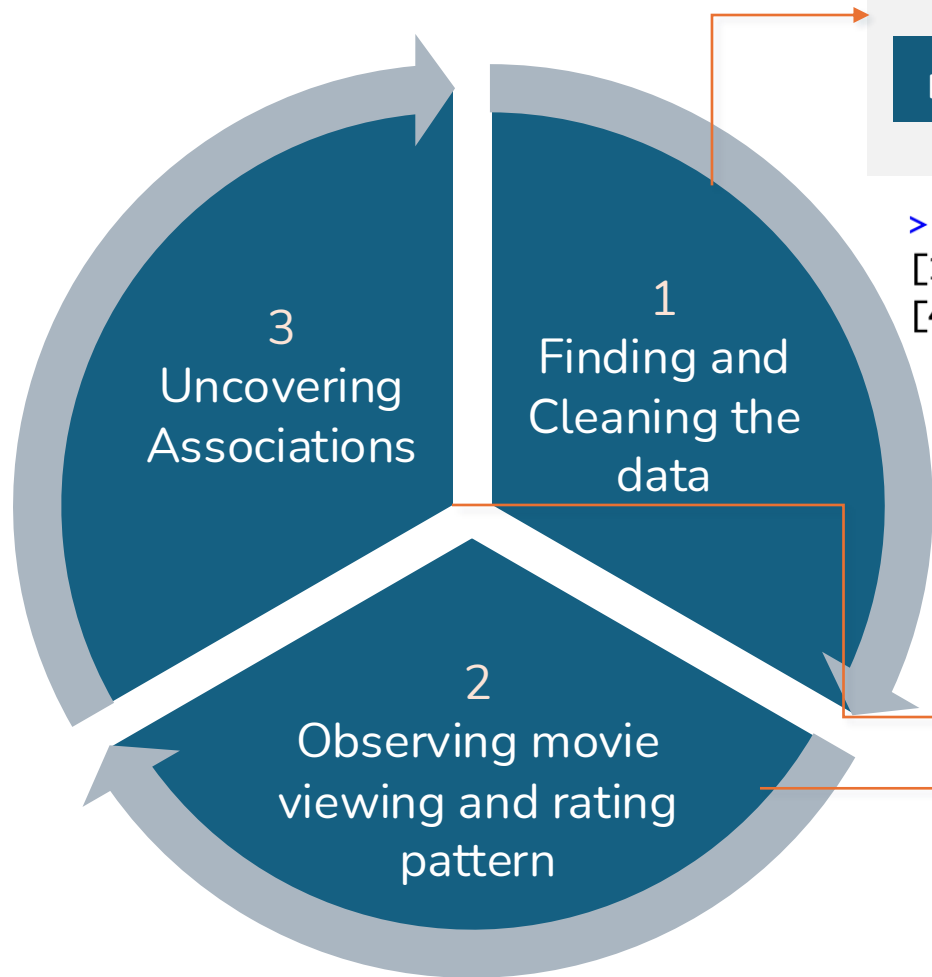 1
Finding and
Cleaning the
data
2
Observing movie
viewing and rating
pattern
3
Uncovering
Associations
>